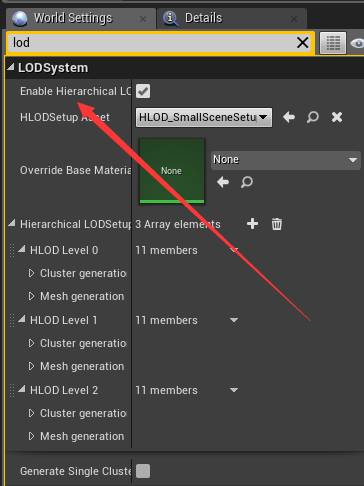 World Settings
Details
lod
LODSystem
Enable Hierarchical LO
HLODSetup Asset
HLOD_SmallSceneSetu
Override Base Materia
None
None
Hierarchical LODSetup
3 Array elements
HLOD Level 0
11 members
Cluster generation
Mesh generation
HLOD Level 1
11 members
Cluster generation
Mesh generation
HLOD Level 2
11 members
Cluster generation
Mesh generation
Generate Single Cluste